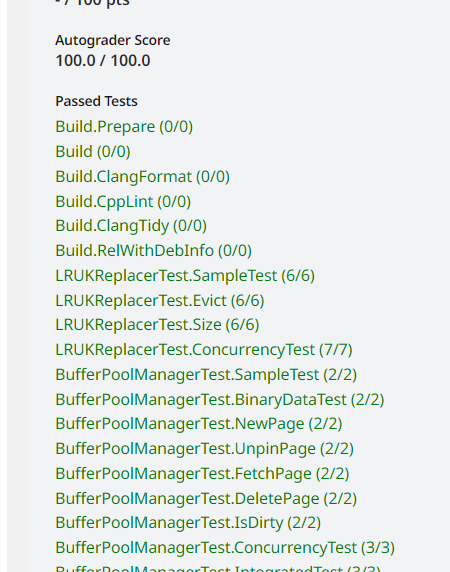 - / 100 pts
Autograder Score
100.0 / 100.0
Passed Tests
Build.Prepare (0/0)
Build (0/0)
Build.ClangFormat (0/0)
Build.CppLint (0/0)
Build.ClangTidy (0/0)
Build.RelWithDebInfo (0/0)
LRUKReplacerTest.SampleTest (6/6)
LRUKReplacerTest.Evict (6/6)
LRUKReplacerTest.Size (6/6)
LRUKReplacerTest.ConcurrencyTest (7/7)
BufferPoolManagerTest.SampleTest (2/2)
BufferPoolManagerTest.BinaryDataTest (2/2)
BufferPoolManagerTest.NewPage (2/2)
BufferPoolManagerTest.UnpinPage (2/2)
BufferPoolManagerTest.FetchPage (2/2)
BufferPoolManagerTest.DeletePage (2/2)
BufferPoolManagerTest.IsDirty (2/2)
BufferPoolManagerTest.ConcurrencyTest (3/3)
BufferPoolManagerTest.IntegratedTest (3/3)